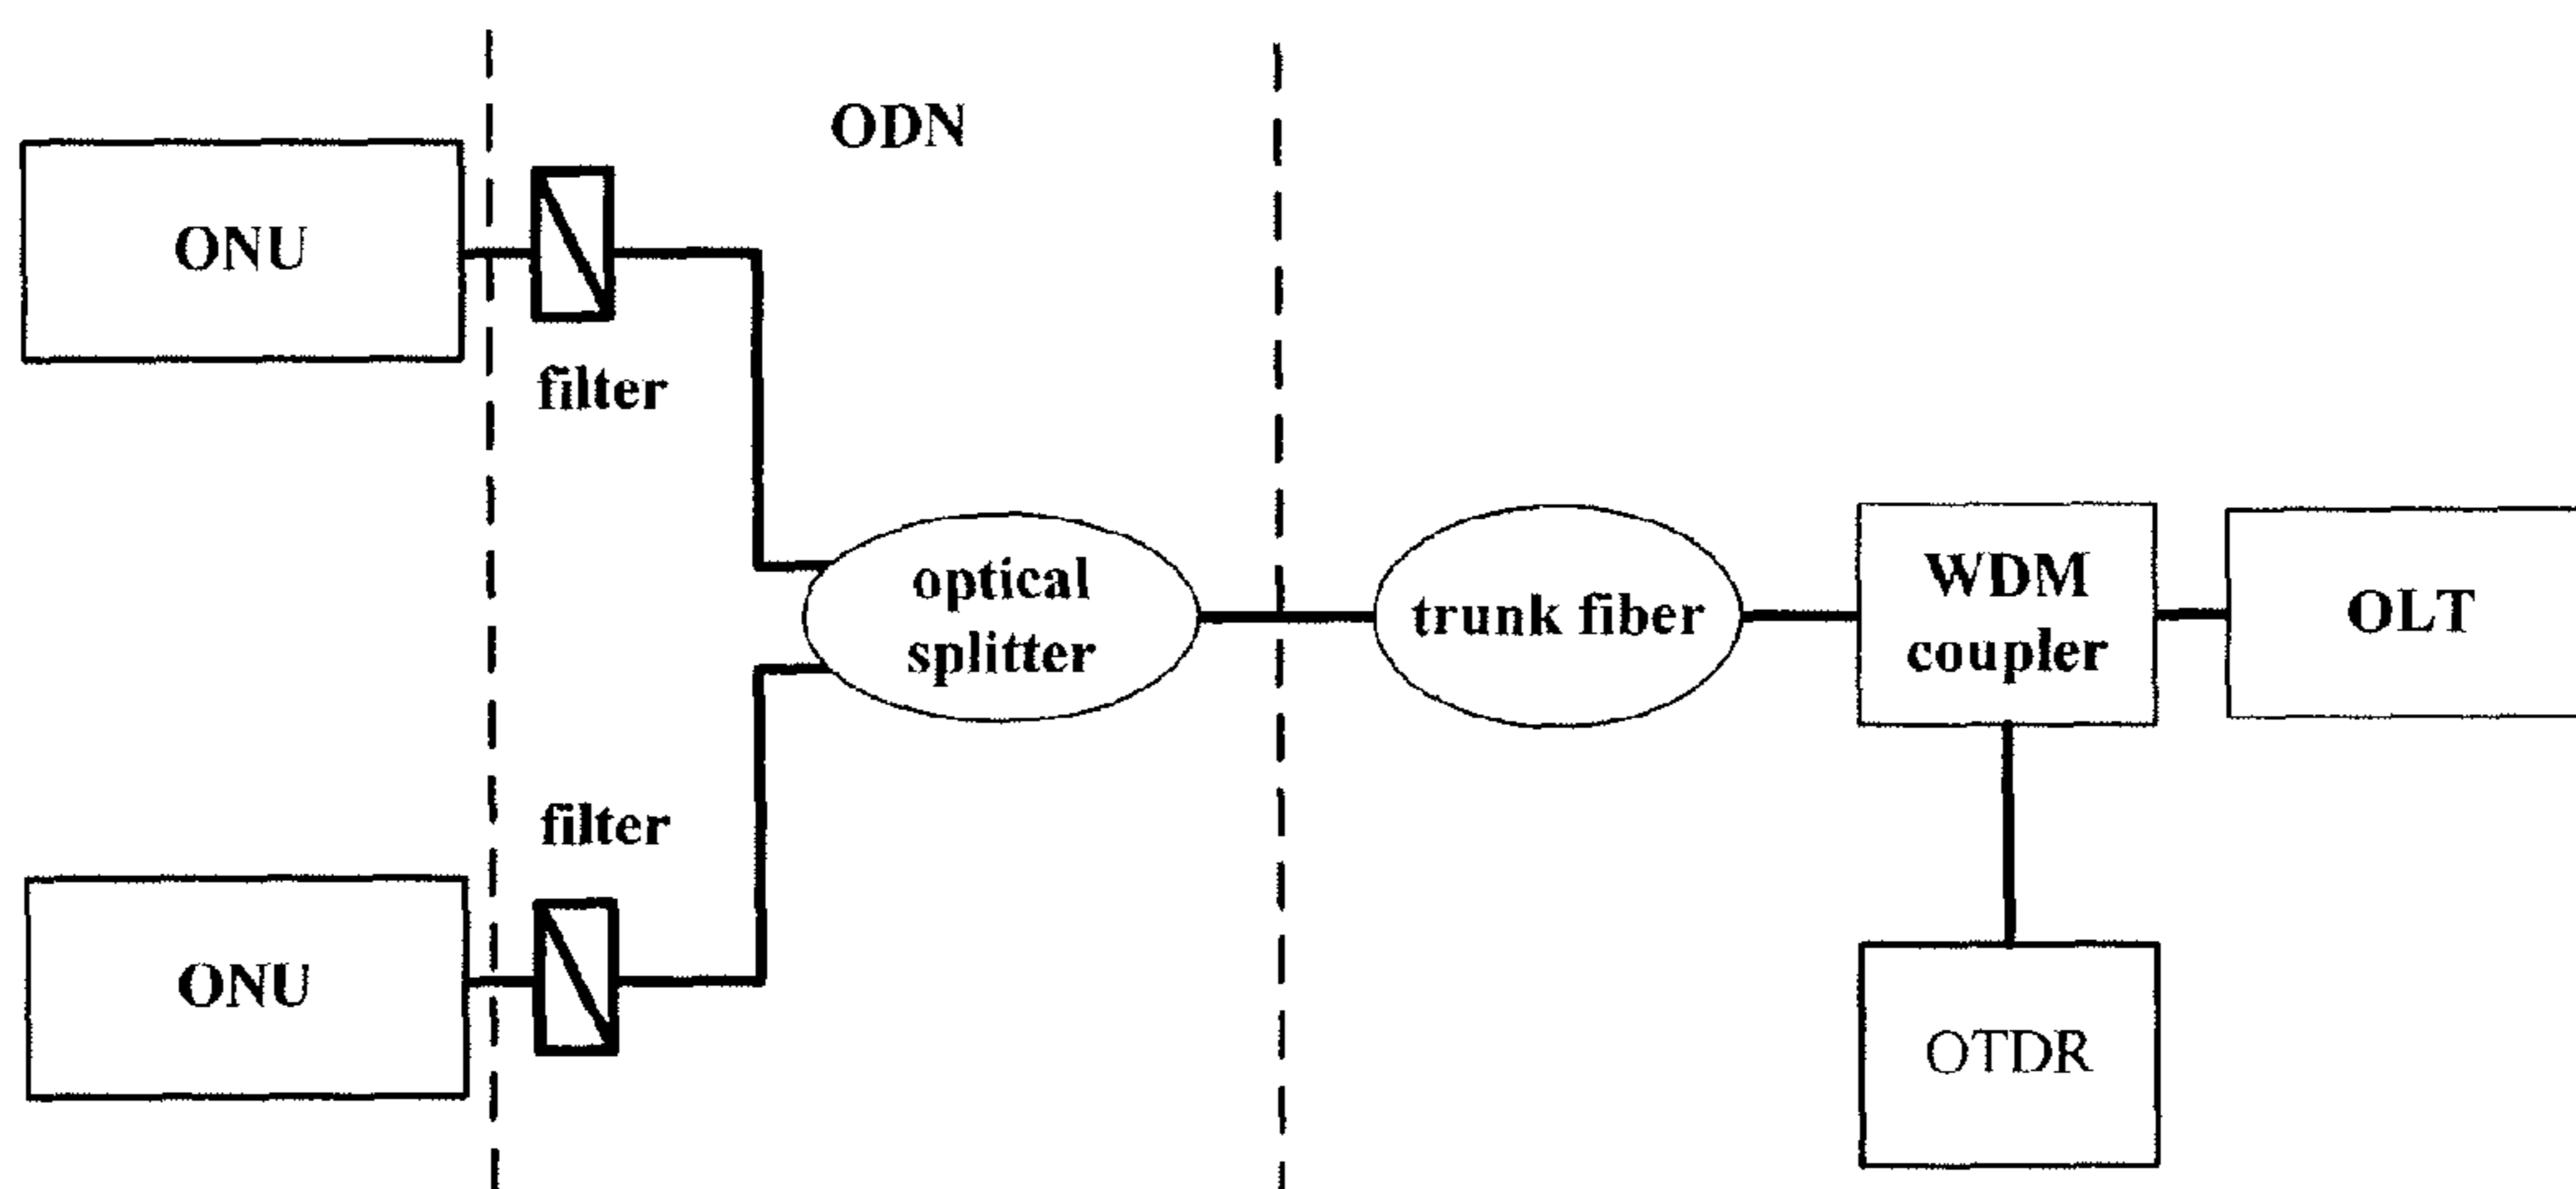 ODN
ONU
filter
optical
splitter
trunk fiber
WDM
coupler
OLT
filter
ONU
OTDR